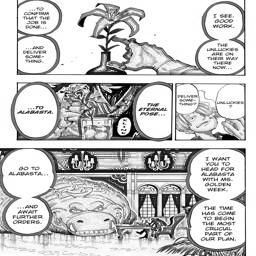 I SEE.
GOOD
WORK.
THE
UNLUCKIES
ARE ON
THEIR WAY
THERE
NOW...
...TO
CONFIRM
THAT THE
JOB IS
DONE...
...AND
DELIVER
SOME-
THING.
UNLUCKIES?
DELIVER
SOME-
THING?
THE
ETERNAL
POSE...
...TO
ALABASTA.
I WANT
YOU TO
HEAD FOR
ALABASTA
WITH MS.
GOLDEN
WEEK.
THE TIME
HAS COME
TO BEGIN
THE MOST
CRUCIAL
PART OF
OUR PLAN.
GO TO
ALABASTA...
...AND
AWAIT
FURTHER
ORDERS.